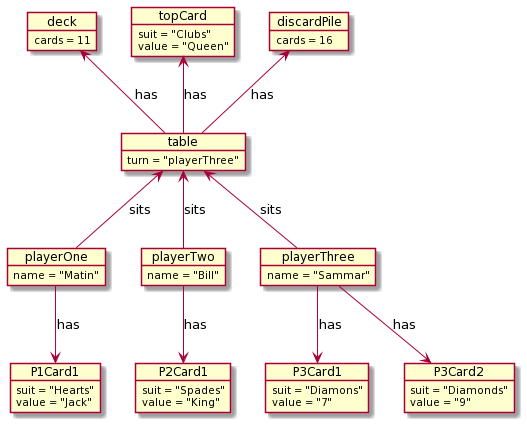 deck
cards = 11
topCard
suit = "Clubs"
value = "Queen"
discardPile
cards = 16
has
has
has
table
turn = "playerThree"
sits
sits
sits
playerOne
name = "Matin"
playerTwo
name = "Bill"
playerThree
name = "Sammar"
has
has
has
has
P1Card1
suit = "Hearts"
value = "Jack"
P2Card1
suit = "Spades"
value = "King"
P3Card1
suit = "Diamons"
value = "7"
P3Card2
suit = "Diamonds"
value = "9"